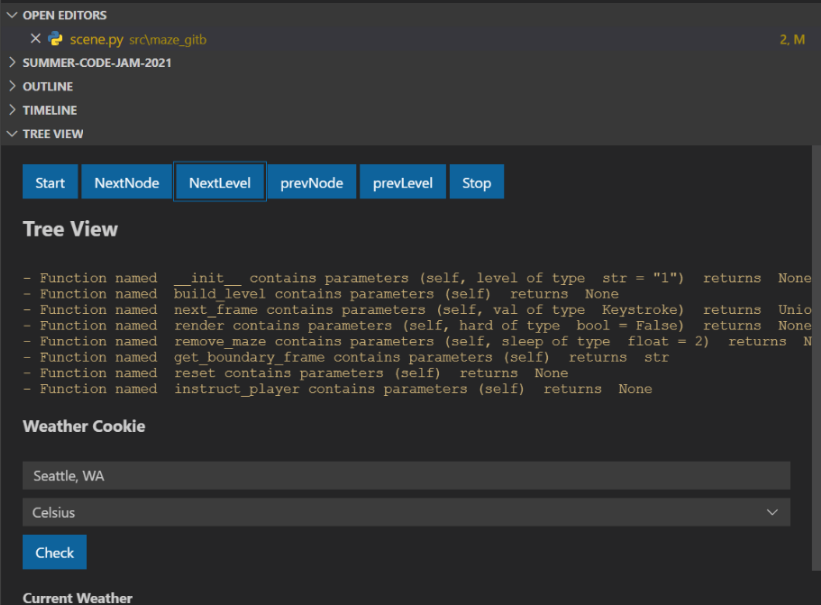 OPEN EDITORS
scene.py src\maze_gitb 2, M
SUMMER-CODE-JAM-2021
OUTLINE
TIMELINE
TREE VIEW
Start NextNode NextLevel prevNode prevLevel Stop
Tree View
- Function named __init__ contains parameters (self, level of type str = "1") returns None
- Function named build_level contains parameters (self) returns None
- Function named next_frame contains parameters (self, val of type Keystroke) returns Unio
- Function named render contains parameters (self, hard of type bool = False) returns None
- Function named remove_maze contains parameters (self, sleep of type float = 2) returns N
- Function named get_boundary_frame contains parameters (self) returns str
- Function named reset contains parameters (self) returns None
- Function named instruct_player contains parameters (self) returns None
Weather Cookie
Seattle, WA
Celsius
Check
Current Weather